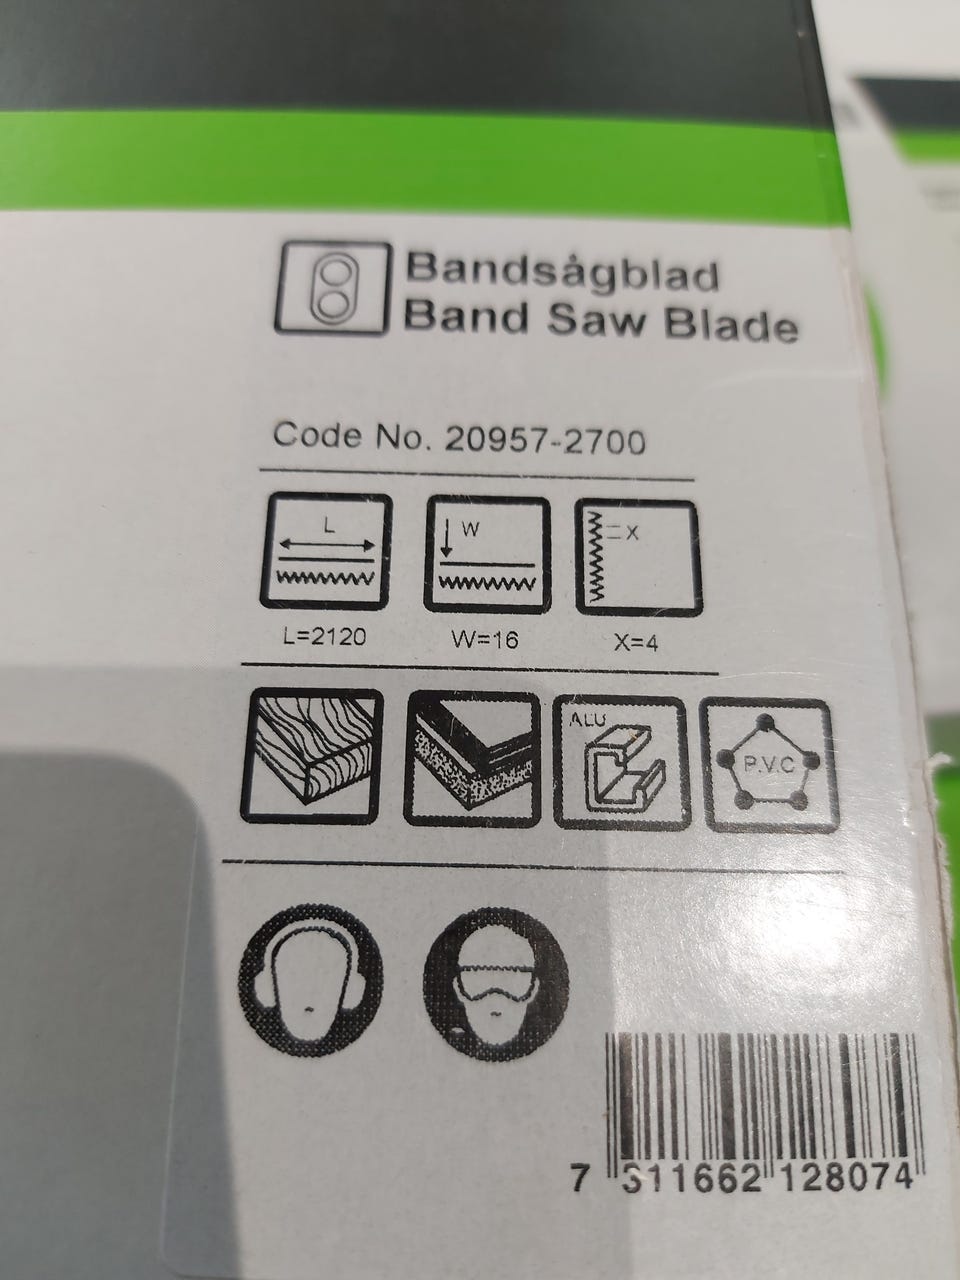 Bandsågblad
Band Saw Blade
Code No. 20957-2700
L
W
X
L=2120
W=16
X=4
ALU
P.V.C
7 311662 128074